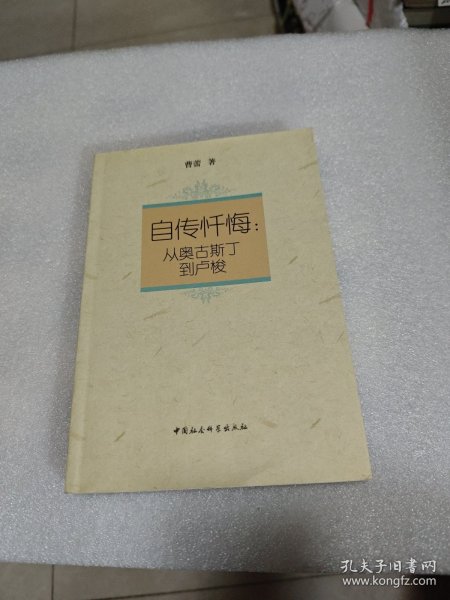 曹蕾 著
自传忏悔：
从奥古斯丁
到卢梭
中国社会科学出版社
孔夫子旧书网
www.kongfz.com